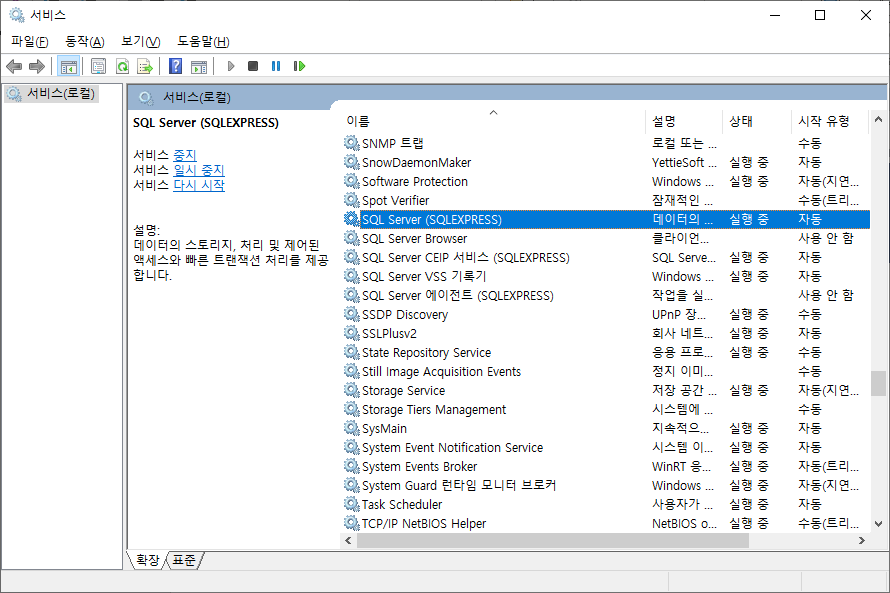 서비스
파일(F) 동작(A) 보기(V) 도움말(H)
서비스(로컬)
서비스(로컬)
SQL Server (SQLEXPRESS)
서비스 중지
서비스 일시 중지
서비스 다시 시작
설명:
데이터의 스토리지, 처리 및 제어된
액세스와 빠른 트랜잭션 처리를 제공
합니다.
이름 설명 상태 시작 유형
SNMP 트랩 로컬 또는 ... 수동
SnowDaemonMaker YettieSoft ... 실행 중 자동
Software Protection Windows ... 실행 중 자동(지연...
Spot Verifier 잠재적인 ... 수동(트리...
SQL Server (SQLEXPRESS) 데이터의 ... 실행 중 자동
SQL Server Browser 클라이언... 사용 안 함
SQL Server CEIP 서비스 (SQLEXPRESS) SQL Serve... 실행 중 자동
SQL Server VSS 기록기 Windows ... 실행 중 자동
SQL Server 에이전트 (SQLEXPRESS) 작업을 실... 사용 안 함
SSDP Discovery UPnP 장... 실행 중 수동
SSLPlusv2 회사 네트... 실행 중 자동
State Repository Service 응용 프로... 실행 중 수동
Still Image Acquisition Events 정지 이미... 수동
Storage Service 저장 공간 ... 실행 중 자동(지연...
Storage Tiers Management 시스템에 ... 수동
SysMain 지속적으... 실행 중 자동
System Event Notification Service 시스템 이... 실행 중 자동
System Events Broker WinRT 응... 실행 중 자동(트리...
System Guard 런타임 모니터 브로커 Windows ... 실행 중 자동(지연...
Task Scheduler 사용자가 ... 실행 중 자동
TCP/IP NetBIOS Helper NetBIOS o... 실행 중 수동(트리...
확장 표준